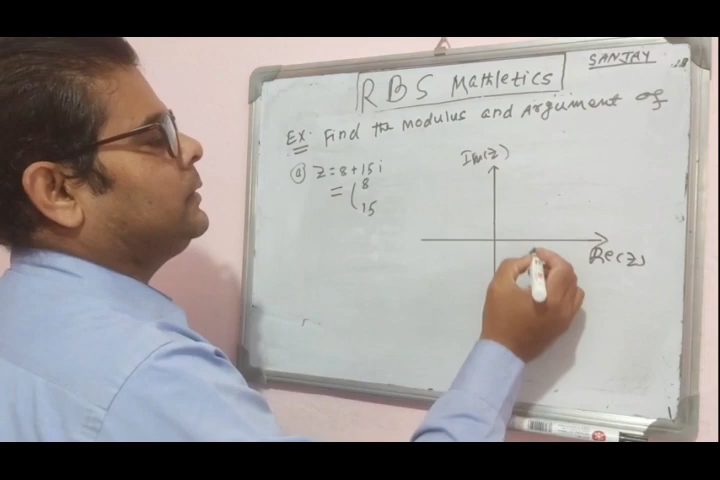 SANJAY
RBS Mathletics
Ex. Find the Modulus and Argument of
(a) z = 8 + 15i
= (8
15
Im(z)
Re(z)